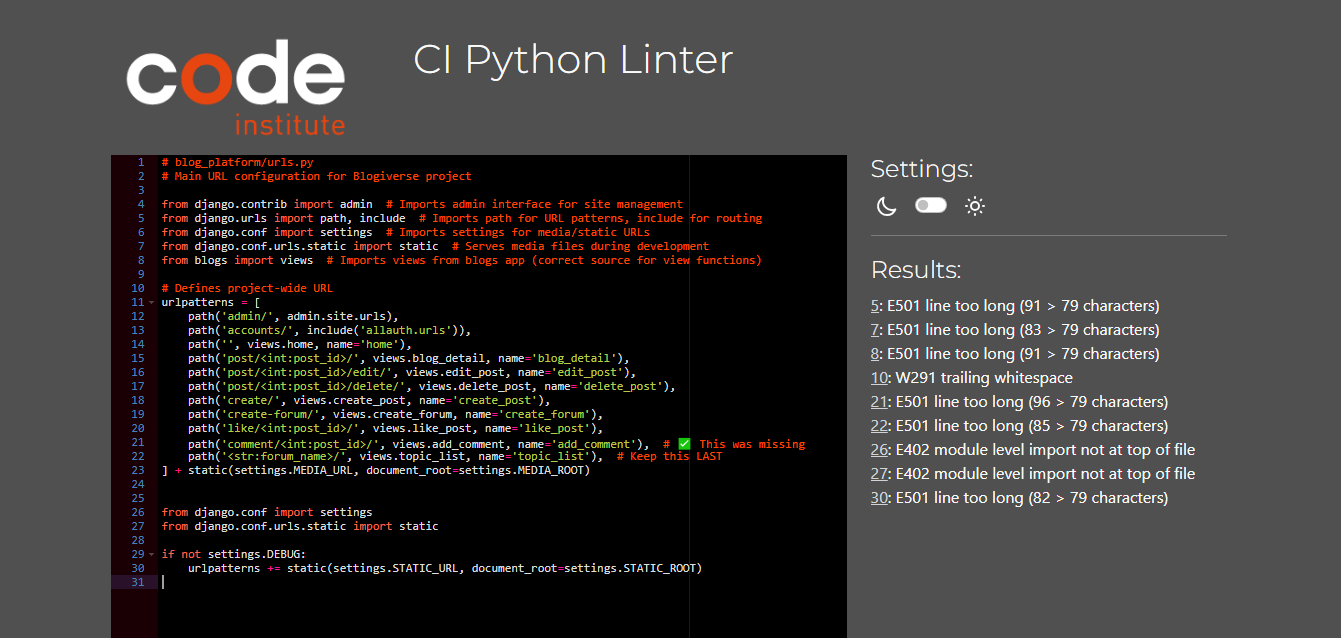 code
institute
CI Python Linter
1 # blog_platform/urls.py
2 # Main URL configuration for Blogiverse project
3
4 from django.contrib import admin  # Imports admin interface for site management
5 from django.urls import path, include  # Imports path for URL patterns, include for routing
6 from django.conf import settings  # Imports settings for media/static URLs
7 from django.conf.urls.static import static  # Serves media files during development
8 from blogs import views  # Imports views from blogs app (correct source for view functions)
9
10 # Defines project-wide URL
11 urlpatterns = [
12     path('admin/', admin.site.urls),
13     path('accounts/', include('allauth.urls')),
14     path('', views.home, name='home'),
15     path('post/<int:post_id>/', views.blog_detail, name='blog_detail'),
16     path('post/<int:post_id>/edit/', views.edit_post, name='edit_post'),
17     path('post/<int:post_id>/delete/', views.delete_post, name='delete_post'),
18     path('create/', views.create_post, name='create_post'),
19     path('create-forum/', views.create_forum, name='create_forum'),
20     path('like/<int:post_id>/', views.like_post, name='like_post'),
21     path('comment/<int:post_id>/', views.add_comment, name='add_comment'),  # ✅ This was missing
22     path('<str:forum_name>/', views.topic_list, name='topic_list'),  # Keep this LAST
23 ] + static(settings.MEDIA_URL, document_root=settings.MEDIA_ROOT)
24
25
26 from django.conf import settings
27 from django.conf.urls.static import static
28
29 if not settings.DEBUG:
30     urlpatterns += static(settings.STATIC_URL, document_root=settings.STATIC_ROOT)
31
Settings:
Results:
5: E501 line too long (91 > 79 characters)
7: E501 line too long (83 > 79 characters)
8: E501 line too long (91 > 79 characters)
10: W291 trailing whitespace
21: E501 line too long (96 > 79 characters)
22: E501 line too long (85 > 79 characters)
26: E402 module level import not at top of file
27: E402 module level import not at top of file
30: E501 line too long (82 > 79 characters)